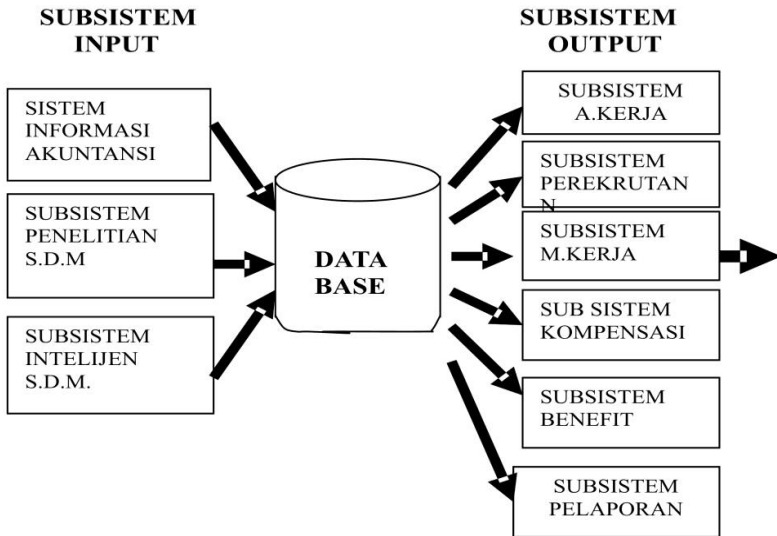 SUBSISTEM
INPUT
SUBSISTEM
OUTPUT
SISTEM
INFORMASI
AKUNTANSI
SUBSISTEM
PENELITIAN
S.D.M
SUBSISTEM
INTELIJEN
S.D.M.
DATA
BASE
SUBSISTEM
A.KERJA
SUBSISTEM
PEREKRUTAN
N
SUBSISTEM
M.KERJA
SUB SISTEM
KOMPENSASI
SUBSISTEM
BENEFIT
SUBSISTEM
PELAPORAN